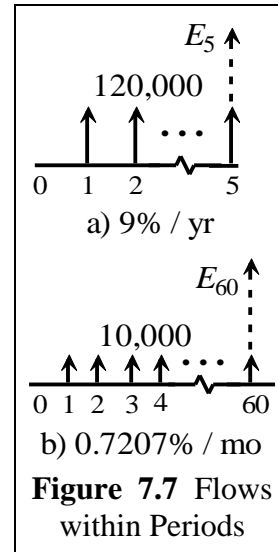 E₅
120,000
...
0 1 2 5
a) 9% / yr
E₆₀
10,000
...
0 1 2 3 4 60
b) 0.7207% / mo
Figure 7.7 Flows
within Periods